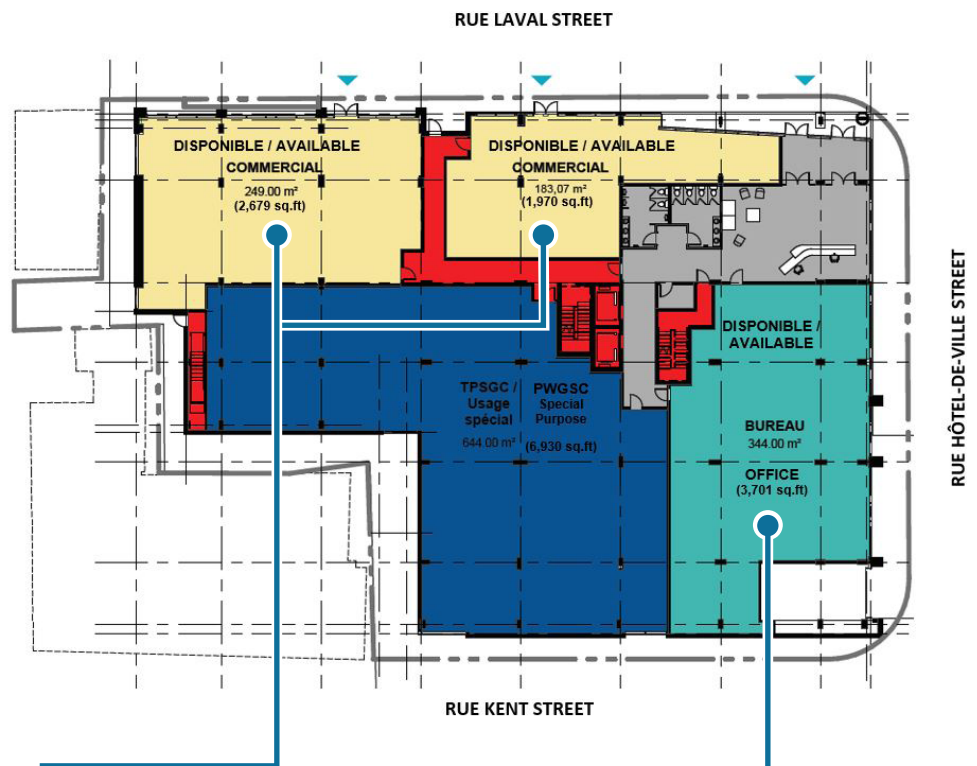 RUE LAVAL STREET
DISPONIBLE / AVAILABLE
COMMERCIAL
249.00 m²
(2,679 sq.ft)
DISPONIBLE / AVAILABLE
COMMERCIAL
183,07 m²
(1,970 sq.ft)
RUE HÔTEL-DE-VILLE STREET
DISPONIBLE /
AVAILABLE
BUREAU
344.00 m²
OFFICE
(3,701 sq.ft)
TPSGC /
Usage
spécial
644.00 m²
PWGSC
Special
Purpose
(6,930 sq.ft)
RUE KENT STREET